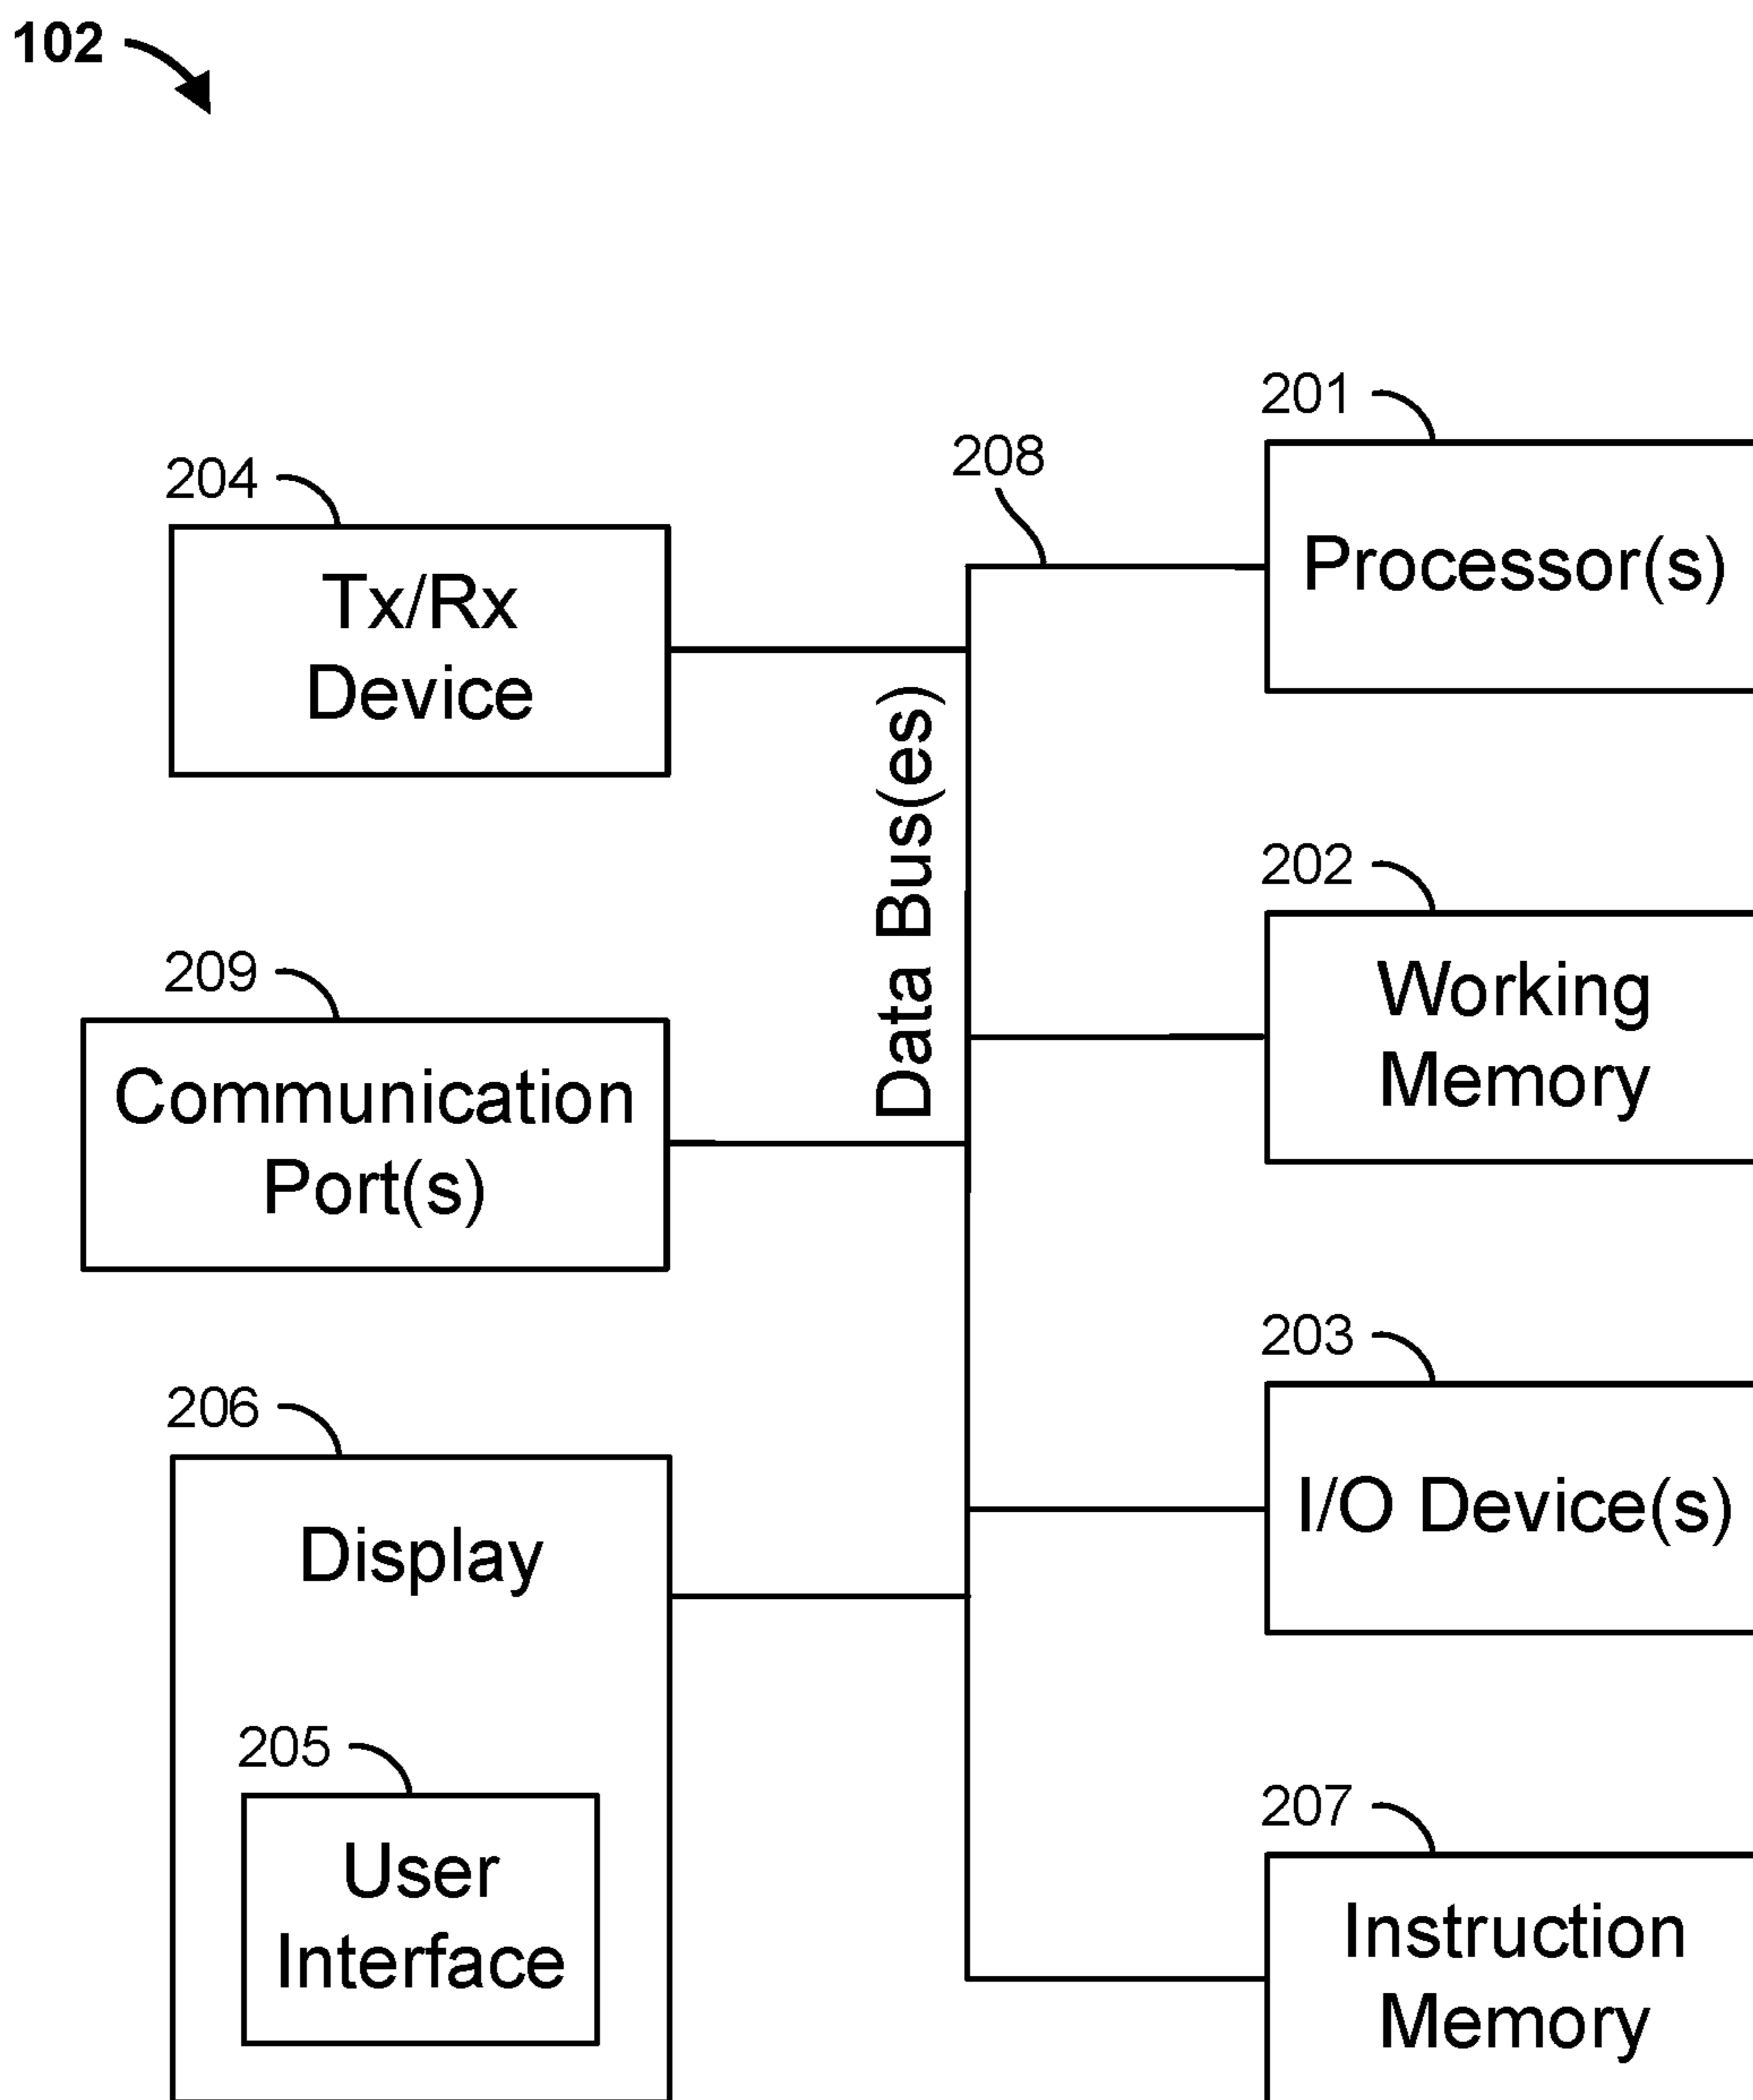 102
201
208
204
Processor(s)
Tx/Rx
Device
Data Bus(es)
202
209
Working
Memory
Communication
Port(s)
203
206
I/O Device(s)
Display
205
207
User
Interface
Instruction
Memory